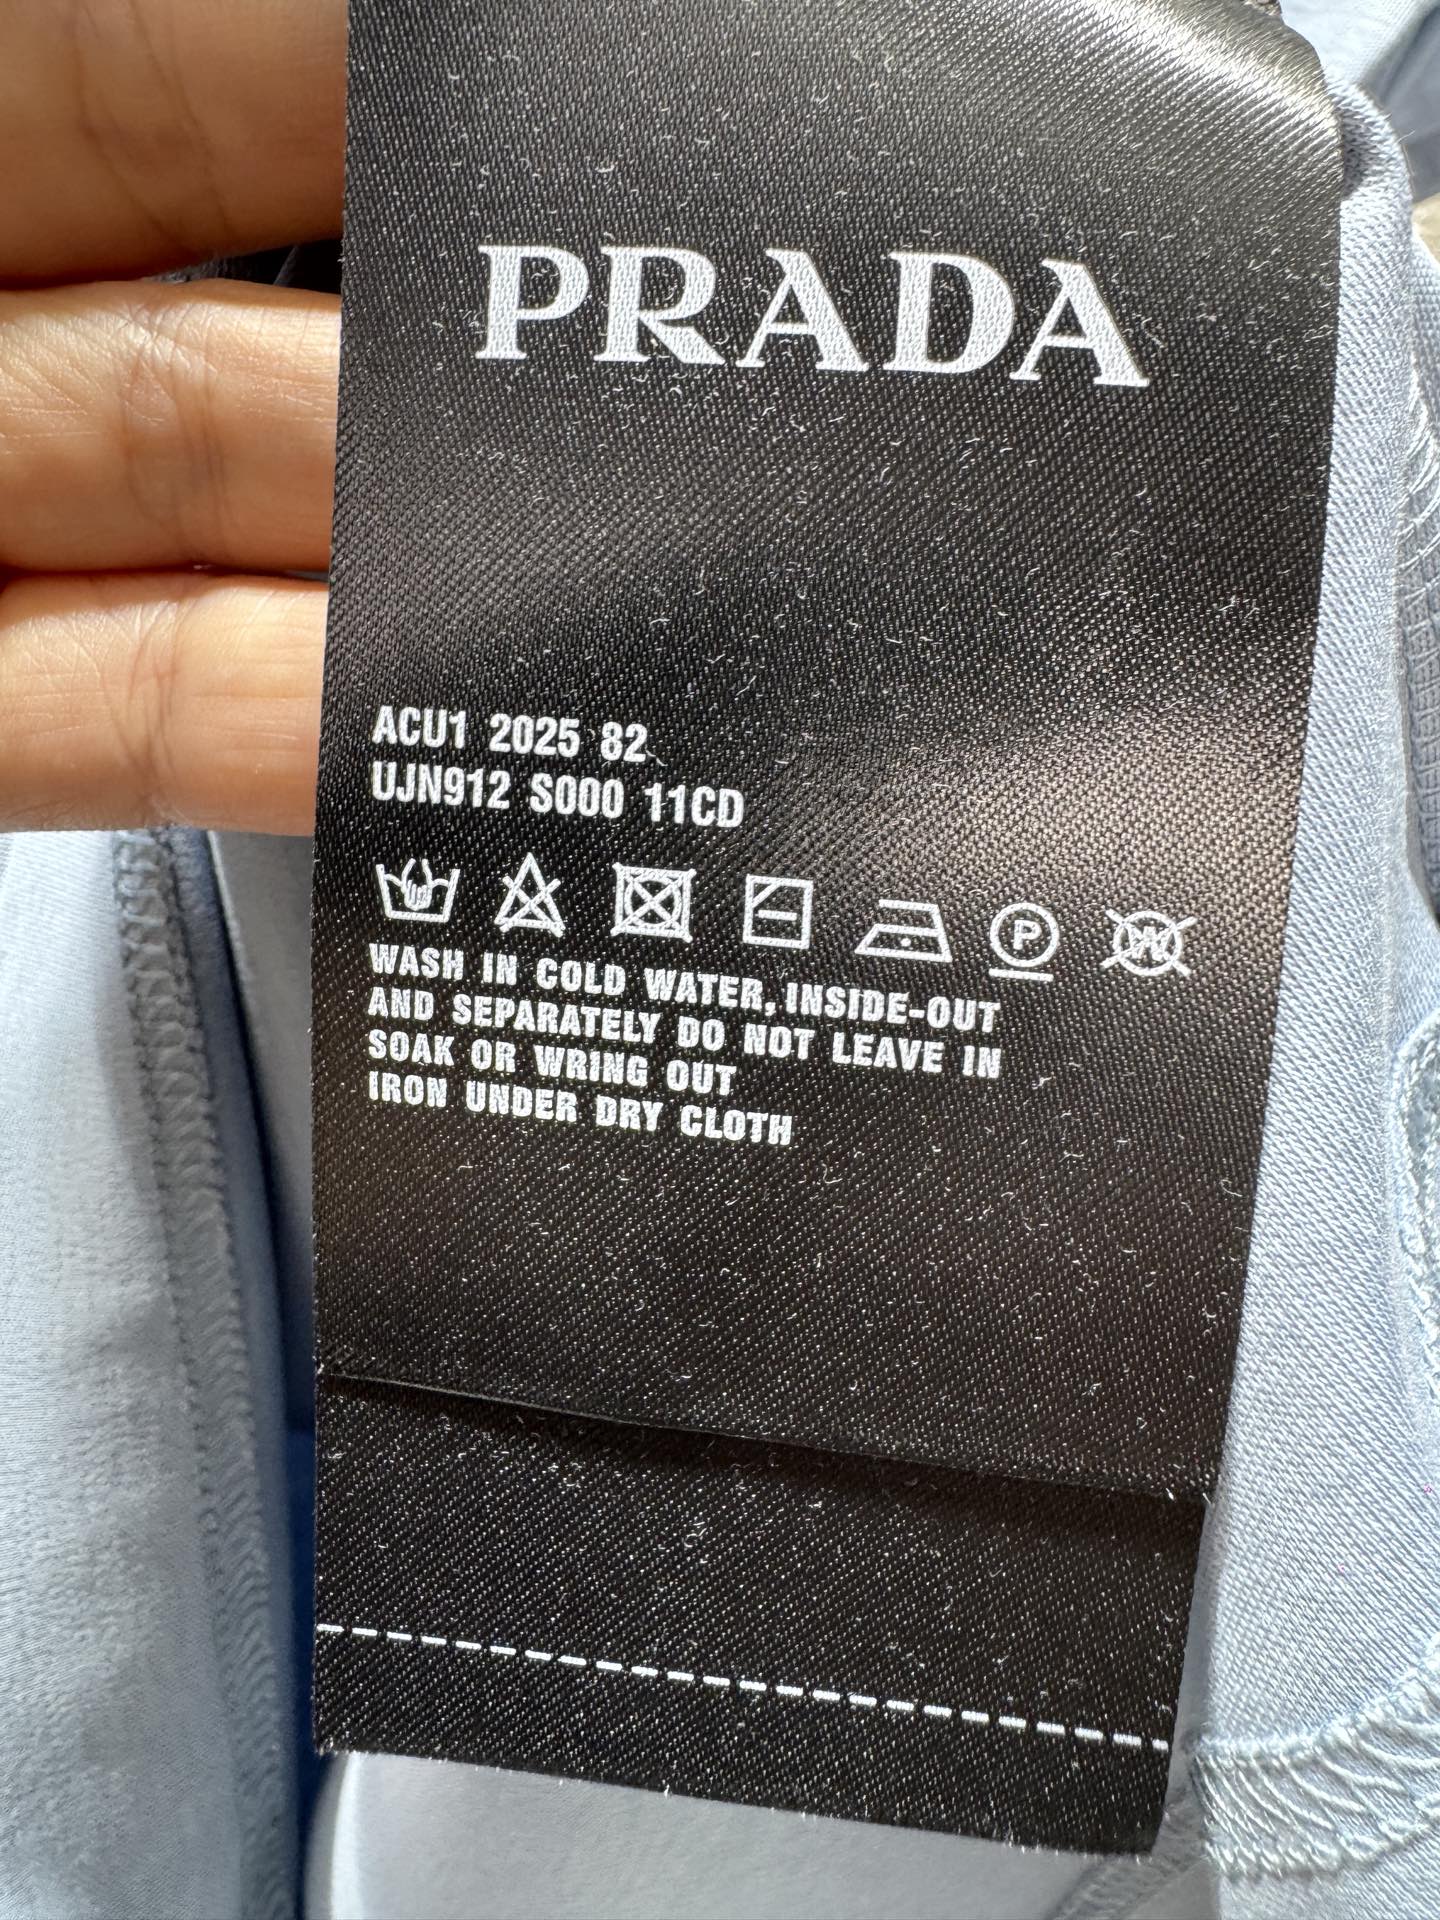 PRADA
ACU1 2025 82
UJN912 S000 11CD
P
W
WASH IN COLD WATER, INSIDE-OUT
AND SEPARATELY DO NOT LEAVE IN
SOAK OR WRING OUT
IRON UNDER DRY CLOTH